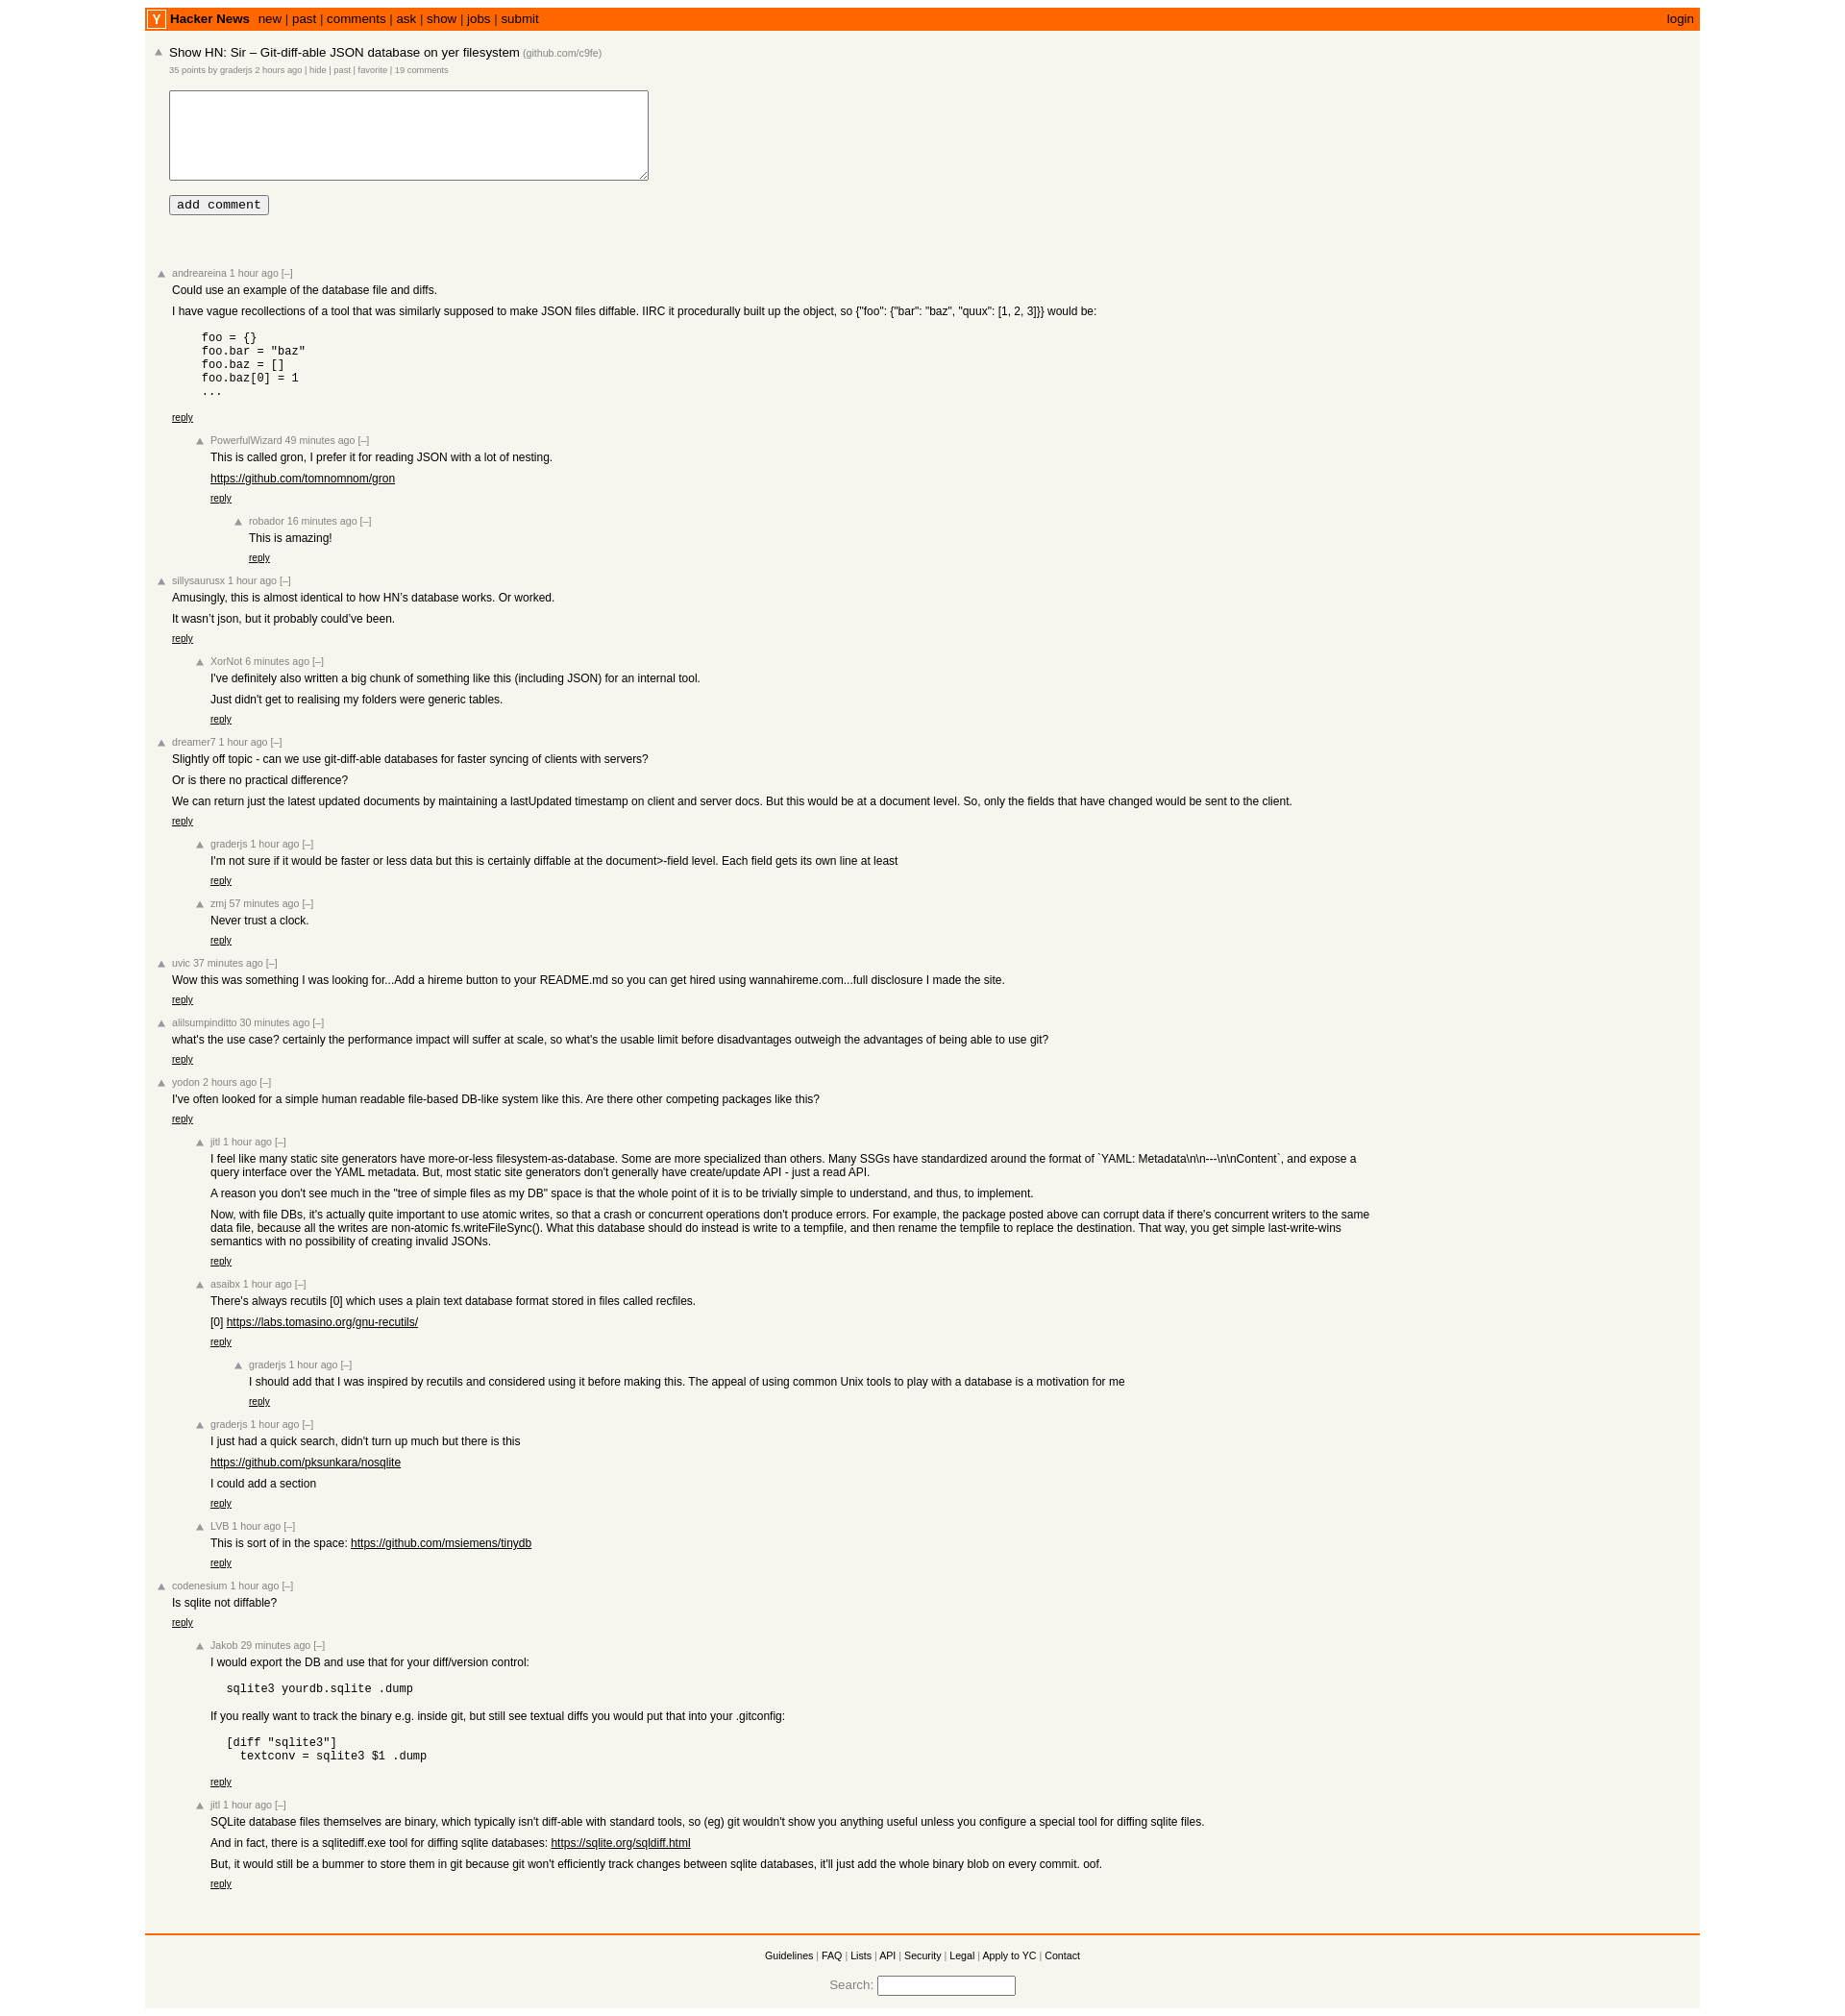 Y Hacker News new | past | comments | ask | show | jobs | submit login
Show HN: Sir – Git-diff-able JSON database on yer filesystem (github.com/c9fe)
35 points by graderjs 2 hours ago | hide | past | favorite | 19 comments
add comment
andreareina 1 hour ago [–]
Could use an example of the database file and diffs.
I have vague recollections of a tool that was similarly supposed to make JSON files diffable. IIRC it procedurally built up the object, so {"foo": {"bar": "baz", "quux": [1, 2, 3]}} would be:
foo = {}
foo.bar = "baz"
foo.baz = []
foo.baz[0] = 1
...
reply
PowerfulWizard 49 minutes ago [–]
This is called gron, I prefer it for reading JSON with a lot of nesting.
https://github.com/tomnomnom/gron
reply
robador 16 minutes ago [–]
This is amazing!
reply
sillysaurusx 1 hour ago [–]
Amusingly, this is almost identical to how HN’s database works. Or worked.
It wasn’t json, but it probably could’ve been.
reply
XorNot 6 minutes ago [–]
I've definitely also written a big chunk of something like this (including JSON) for an internal tool.
Just didn't get to realising my folders were generic tables.
reply
dreamer7 1 hour ago [–]
Slightly off topic - can we use git-diff-able databases for faster syncing of clients with servers?
Or is there no practical difference?
We can return just the latest updated documents by maintaining a lastUpdated timestamp on client and server docs. But this would be at a document level. So, only the fields that have changed would be sent to the client.
reply
graderjs 1 hour ago [–]
I'm not sure if it would be faster or less data but this is certainly diffable at the document>-field level. Each field gets its own line at least
reply
zmj 57 minutes ago [–]
Never trust a clock.
reply
uvic 37 minutes ago [–]
Wow this was something I was looking for...Add a hireme button to your README.md so you can get hired using wannahireme.com...full disclosure I made the site.
reply
alilsumpinditto 30 minutes ago [–]
what's the use case? certainly the performance impact will suffer at scale, so what's the usable limit before disadvantages outweigh the advantages of being able to use git?
reply
yodon 2 hours ago [–]
I've often looked for a simple human readable file-based DB-like system like this. Are there other competing packages like this?
reply
jitl 1 hour ago [–]
I feel like many static site generators have more-or-less filesystem-as-database. Some are more specialized than others. Many SSGs have standardized around the format of `YAML: Metadata\n\n---\n\nContent`, and expose a
query interface over the YAML metadata. But, most static site generators don't generally have create/update API - just a read API.
A reason you don't see much in the "tree of simple files as my DB" space is that the whole point of it is to be trivially simple to understand, and thus, to implement.
Now, with file DBs, it's actually quite important to use atomic writes, so that a crash or concurrent operations don't produce errors. For example, the package posted above can corrupt data if there's concurrent writers to the same
data file, because all the writes are non-atomic fs.writeFileSync(). What this database should do instead is write to a tempfile, and then rename the tempfile to replace the destination. That way, you get simple last-write-wins
semantics with no possibility of creating invalid JSONs.
reply
asaibx 1 hour ago [–]
There's always recutils [0] which uses a plain text database format stored in files called recfiles.
[0] https://labs.tomasino.org/gnu-recutils/
reply
graderjs 1 hour ago [–]
I should add that I was inspired by recutils and considered using it before making this. The appeal of using common Unix tools to play with a database is a motivation for me
reply
graderjs 1 hour ago [–]
I just had a quick search, didn't turn up much but there is this
https://github.com/pksunkara/nosqlite
I could add a section
reply
LVB 1 hour ago [–]
This is sort of in the space: https://github.com/msiemens/tinydb
reply
codenesium 1 hour ago [–]
Is sqlite not diffable?
reply
Jakob 29 minutes ago [–]
I would export the DB and use that for your diff/version control:
sqlite3 yourdb.sqlite .dump
If you really want to track the binary e.g. inside git, but still see textual diffs you would put that into your .gitconfig:
[diff "sqlite3"]
textconv = sqlite3 $1 .dump
reply
jitl 1 hour ago [–]
SQLite database files themselves are binary, which typically isn't diff-able with standard tools, so (eg) git wouldn't show you anything useful unless you configure a special tool for diffing sqlite files.
And in fact, there is a sqlitediff.exe tool for diffing sqlite databases: https://sqlite.org/sqldiff.html
But, it would still be a bummer to store them in git because git won't efficiently track changes between sqlite databases, it'll just add the whole binary blob on every commit. oof.
reply
Guidelines | FAQ | Lists | API | Security | Legal | Apply to YC | Contact
Search: